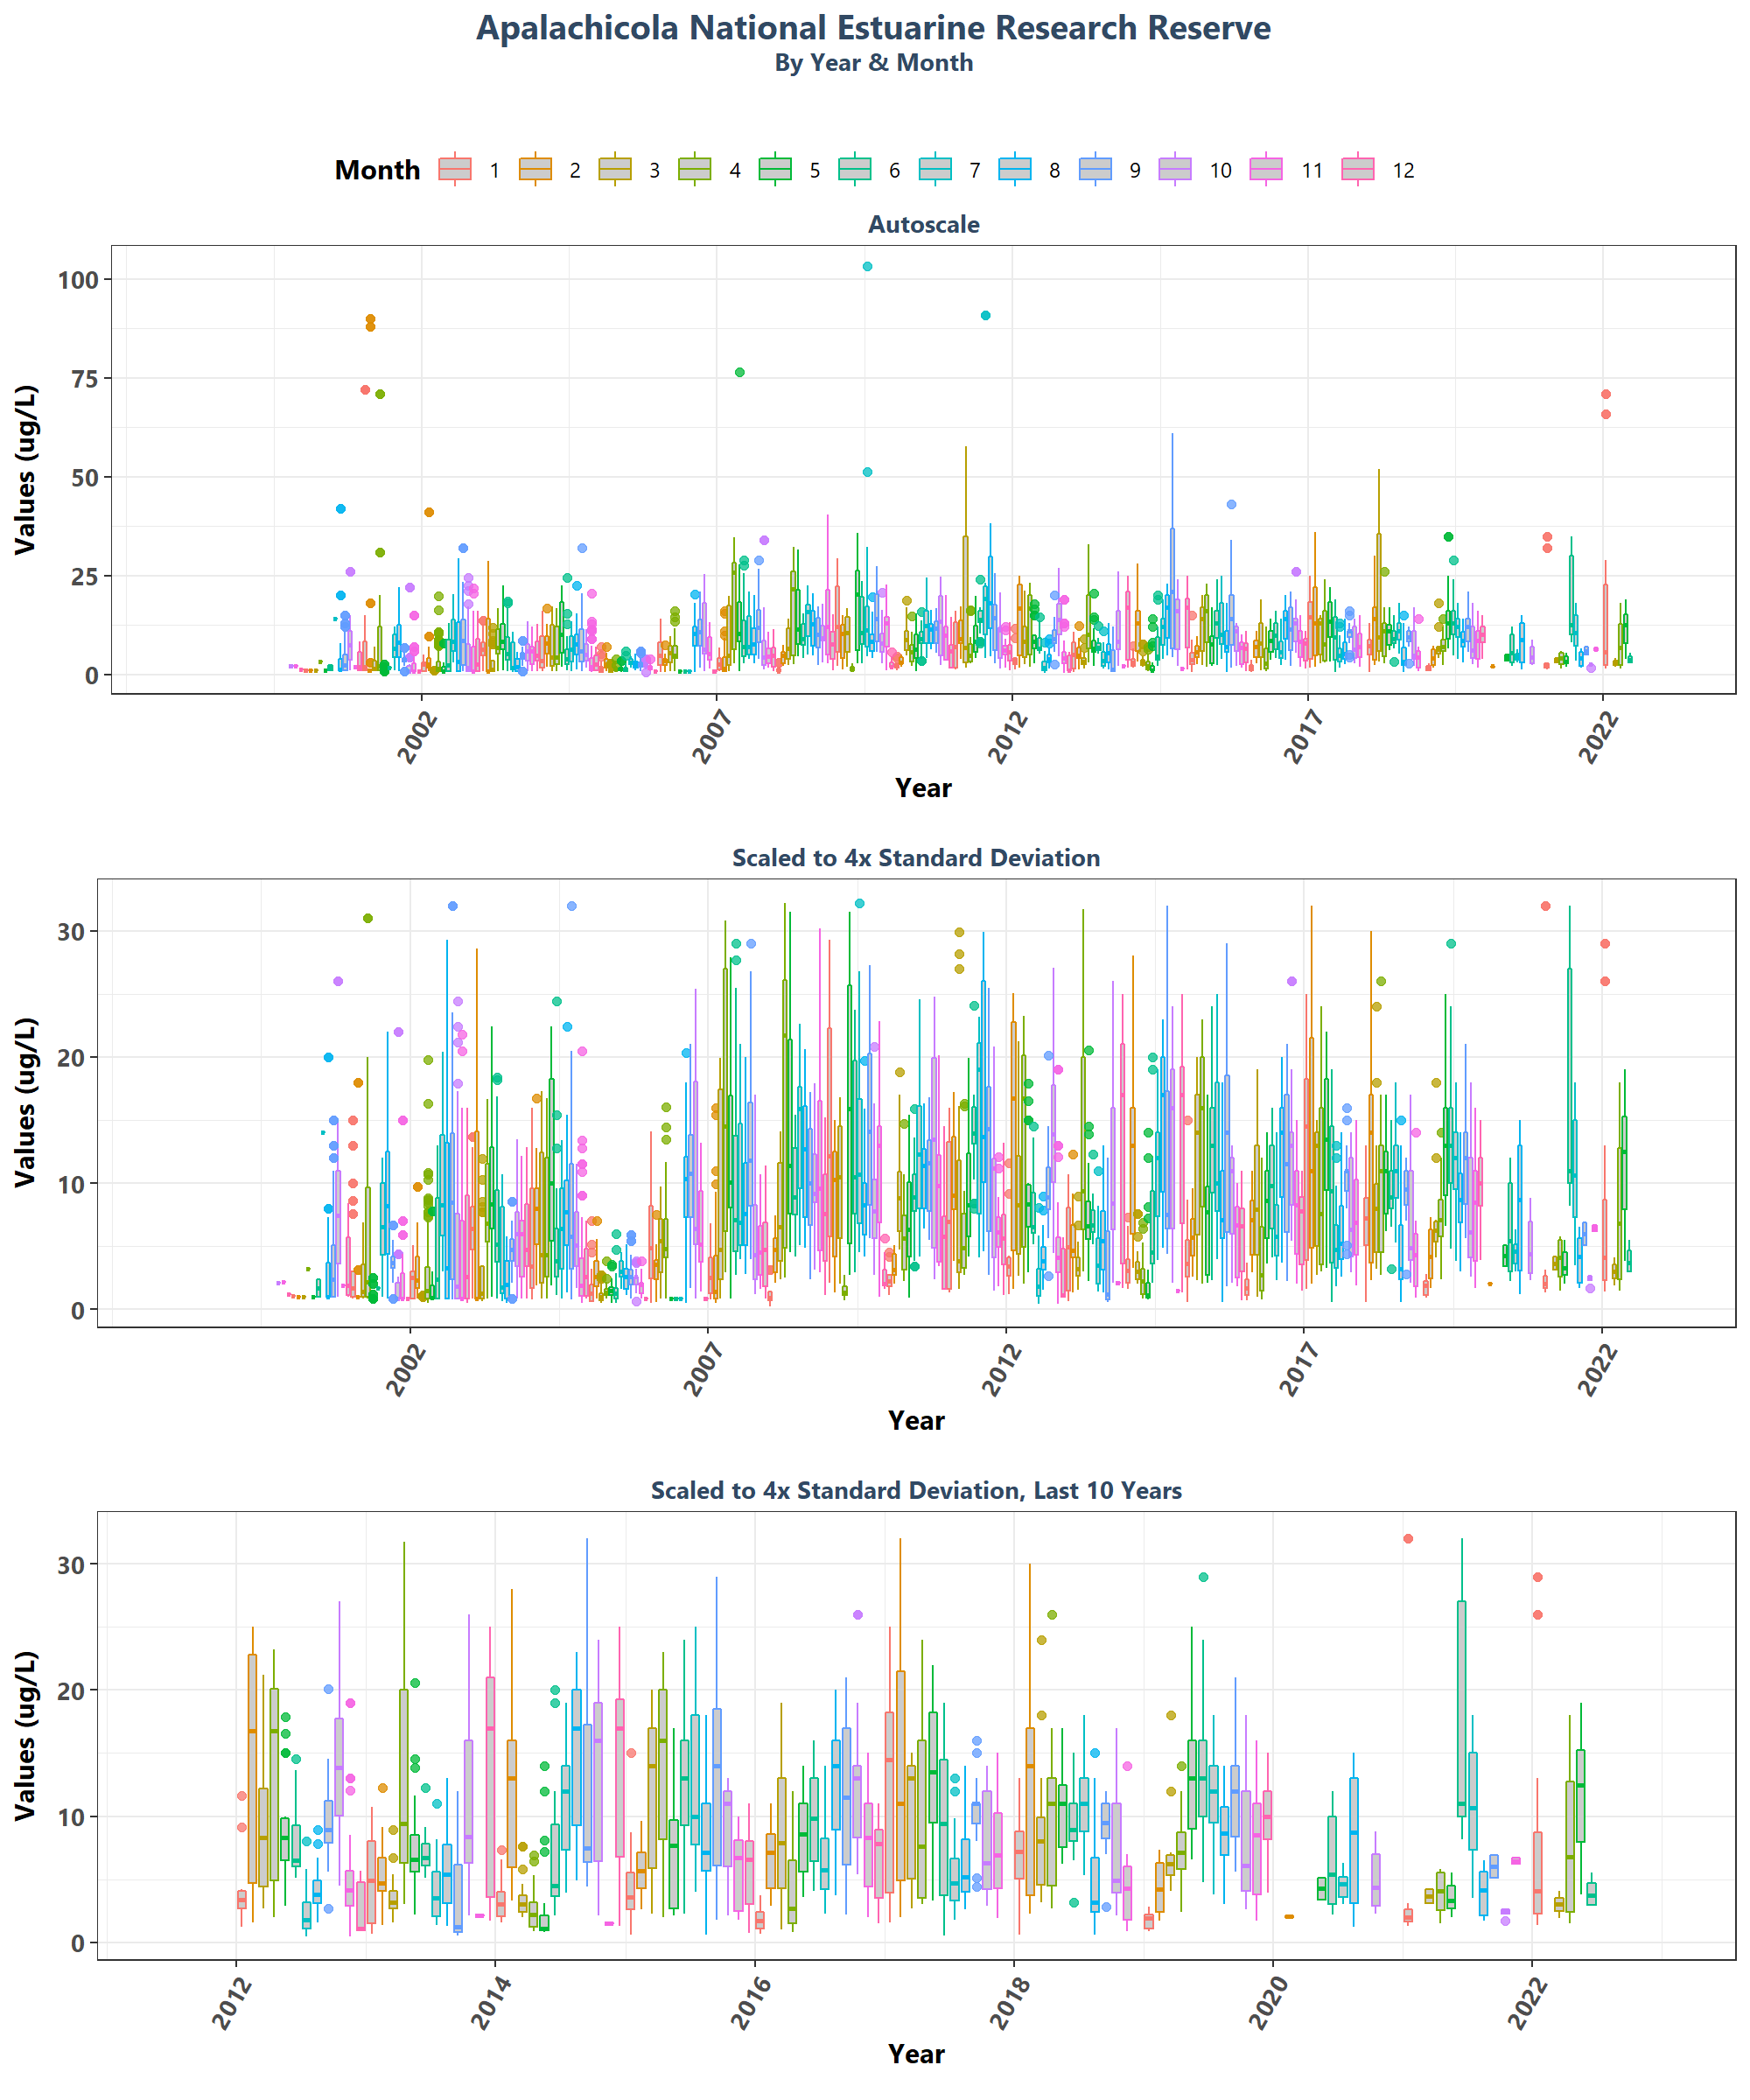 Apalachicola National Estuarine Research Reserve
By Year & Month
Month 1 2 3 4 5 6 7 8 9 10 11 12
Autoscale
Values (ug/L)
100
75
50
25
0
2002 2007 2012 2017 2022
Year
Scaled to 4x Standard Deviation
Values (ug/L)
30
20
10
0
2002 2007 2012 2017 2022
Year
Scaled to 4x Standard Deviation, Last 10 Years
Values (ug/L)
30
20
10
0
2012 2014 2016 2018 2020 2022
Year